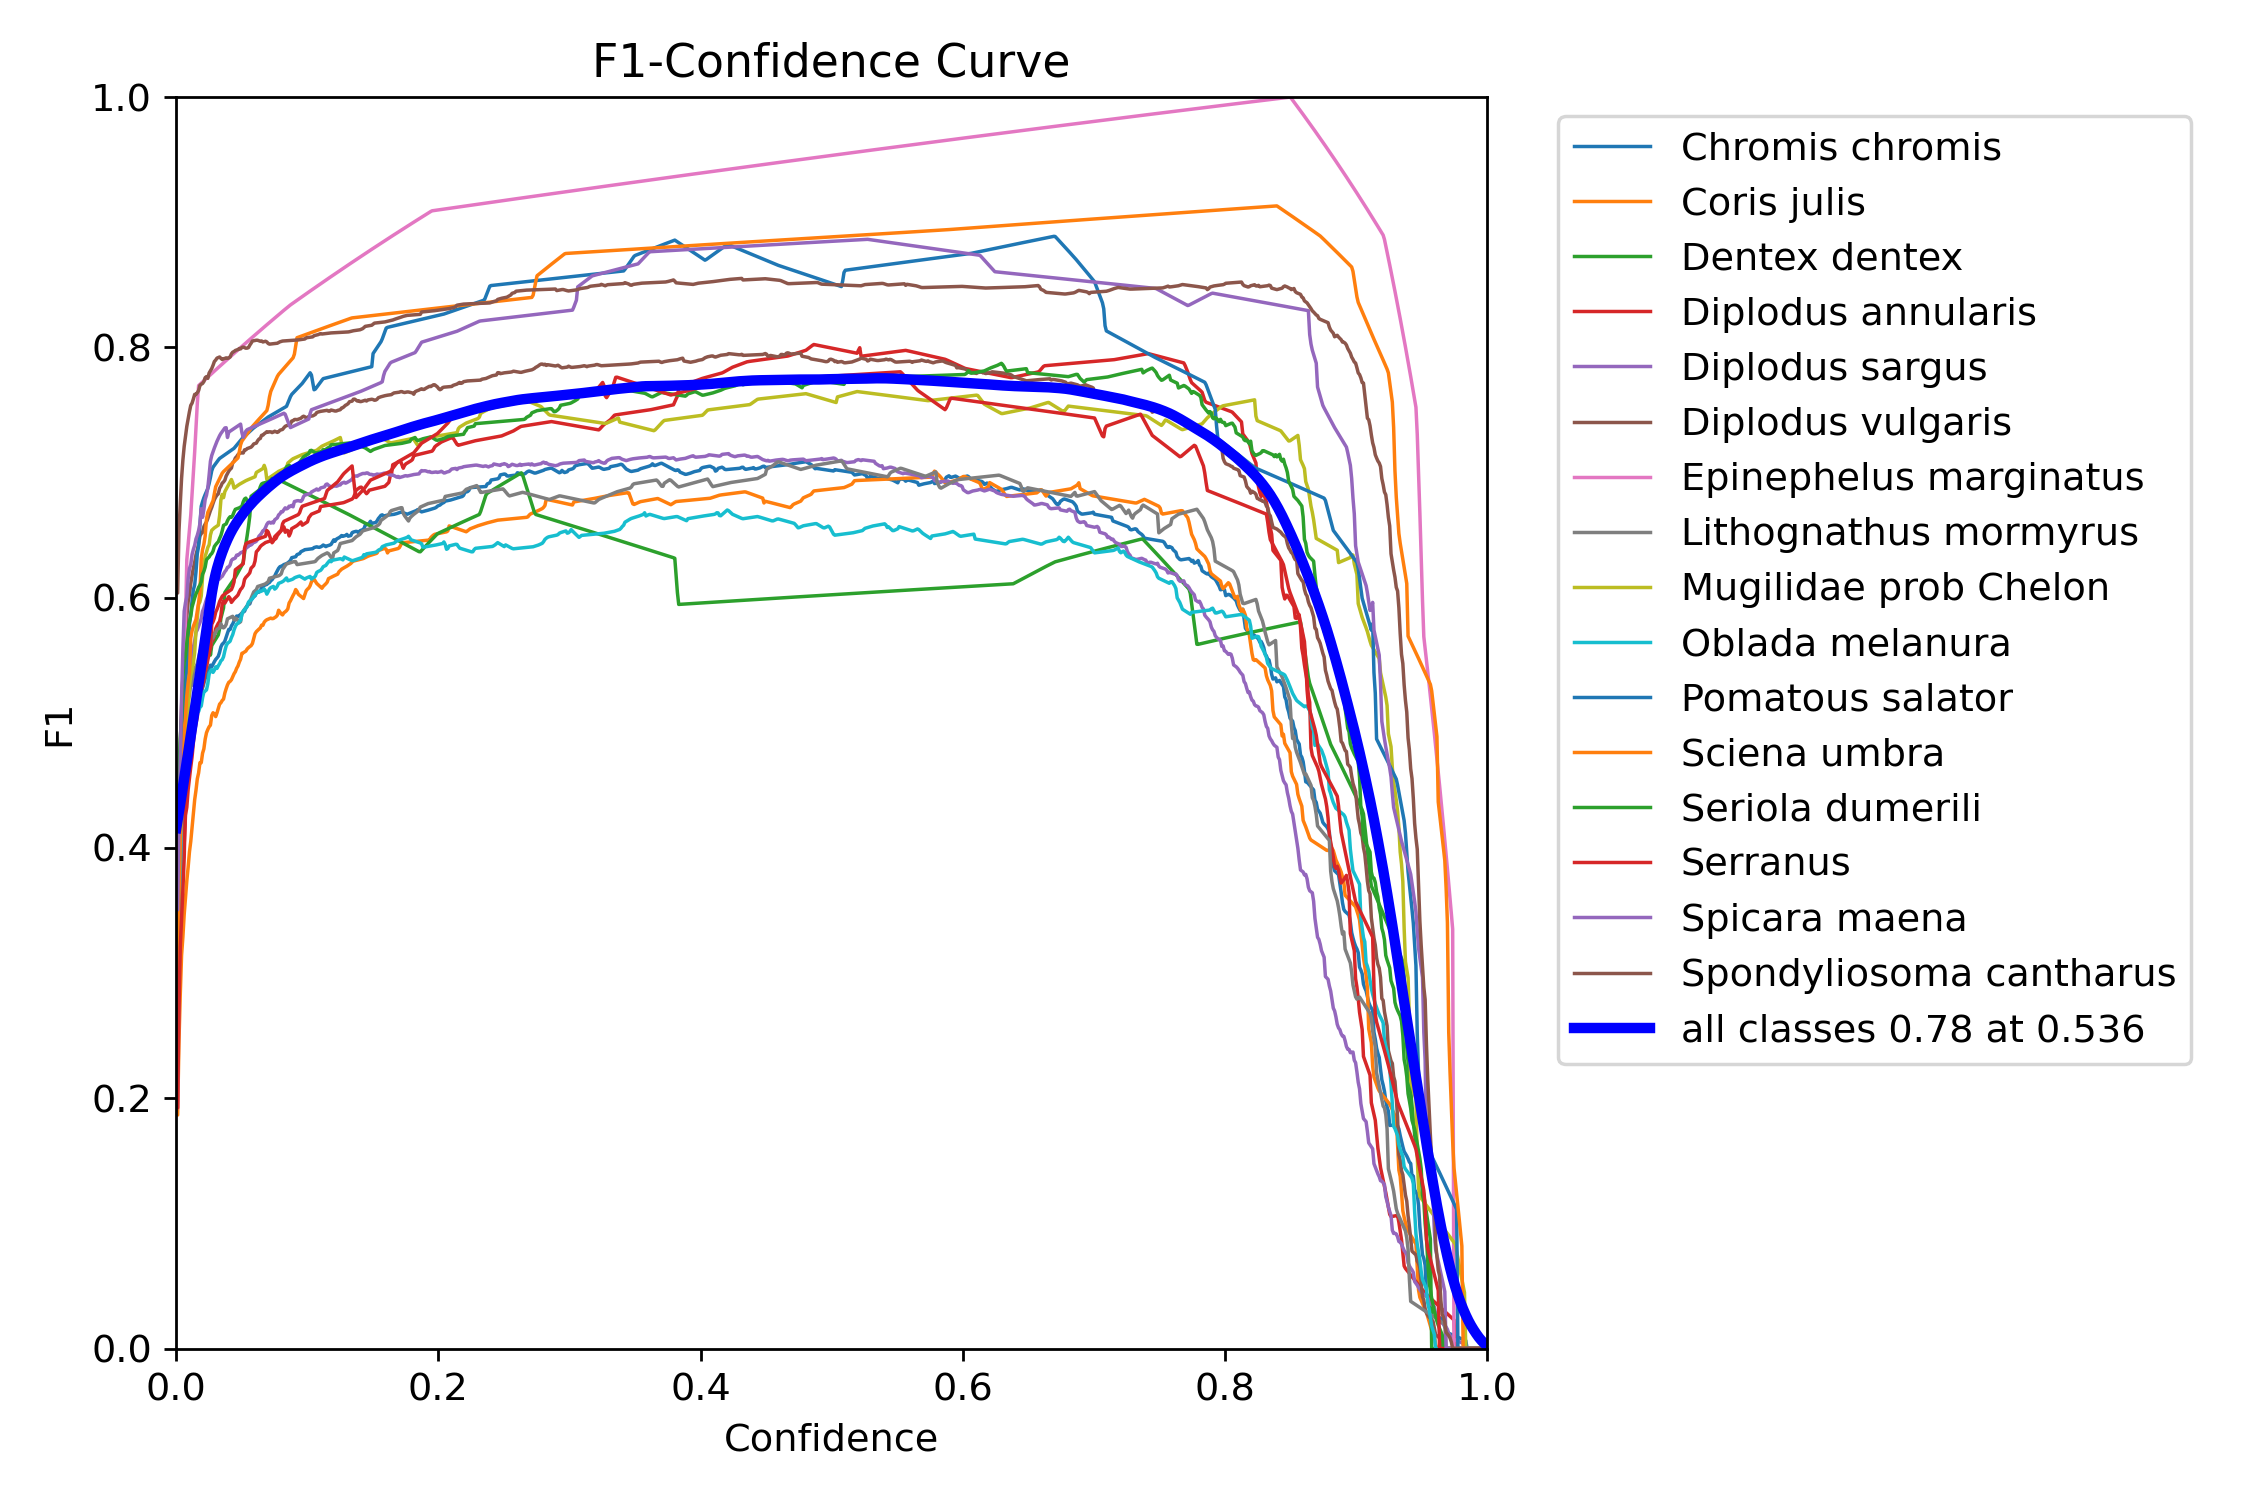 F1-Confidence Curve
1.0
0.8
0.6
0.4
0.2
0.0
F1
0.0 0.2 0.4 0.6 0.8 1.0
Confidence
Chromis chromis
Coris julis
Dentex dentex
Diplodus annularis
Diplodus sargus
Diplodus vulgaris
Epinephelus marginatus
Lithognathus mormyrus
Mugilidae prob Chelon
Oblada melanura
Pomatous salator
Sciena umbra
Seriola dumerili
Serranus
Spicara maena
Spondyliosoma cantharus
all classes 0.78 at 0.536